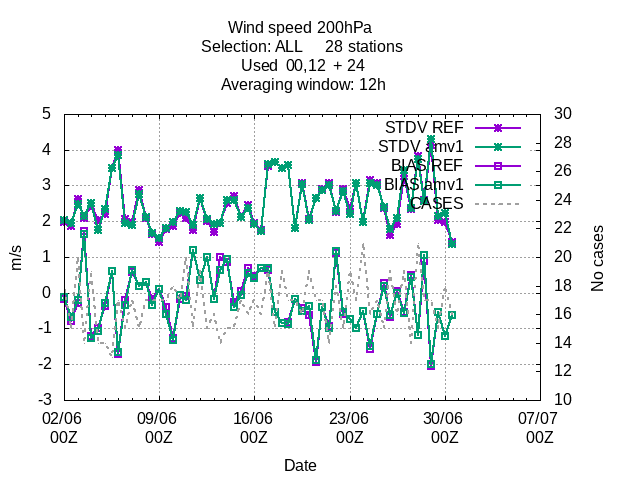 Wind speed 200hPa
Selection: ALL 28 stations
Used 00,12 + 24
Averaging window: 12h
5
4
3
2
1
0
-1
-2
-3
m/s
30
28
26
24
22
20
18
16
14
12
10
No cases
STDV REF
STDV amv1
BIAS REF
BIAS amv1
CASES
02/06 09/06 16/06 23/06 30/06 07/07
00Z 00Z 00Z 00Z 00Z 00Z
Date